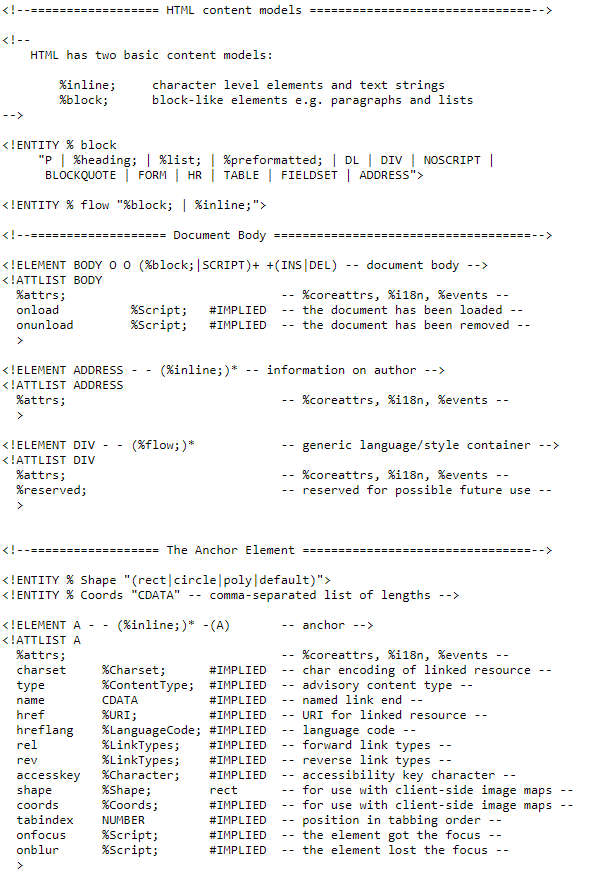 <!--================== HTML content models ===============================-->
<!--
HTML has two basic content models:
%inline;     character level elements and text strings
%block;      block-like elements e.g. paragraphs and lists
-->
<!ENTITY % block
"P | %heading; | %list; | %preformatted; | DL | DIV | NOSCRIPT |
BLOCKQUOTE | FORM | HR | TABLE | FIELDSET | ADDRESS">
<!ENTITY % flow "%block; | %inline;">
<!--=================== Document Body ====================================-->
<!ELEMENT BODY O O (%block;|SCRIPT)+ +(INS|DEL) -- document body -->
<!ATTLIST BODY
%attrs;                              -- %coreattrs, %i18n, %events --
onload          %Script;   #IMPLIED  -- the document has been loaded --
onunload        %Script;   #IMPLIED  -- the document has been removed --
>
<!ELEMENT ADDRESS - - (%inline;)* -- information on author -->
<!ATTLIST ADDRESS
%attrs;                              -- %coreattrs, %i18n, %events --
>
<!ELEMENT DIV - - (%flow;)*            -- generic language/style container -->
<!ATTLIST DIV
%attrs;                              -- %coreattrs, %i18n, %events --
%reserved;                           -- reserved for possible future use --
>
<!--================== The Anchor Element ================================-->
<!ENTITY % Shape "(rect|circle|poly|default)">
<!ENTITY % Coords "CDATA" -- comma-separated list of lengths -->
<!ELEMENT A - - (%inline;)* -(A)       -- anchor -->
<!ATTLIST A
%attrs;                              -- %coreattrs, %i18n, %events --
charset     %Charset;      #IMPLIED  -- char encoding of linked resource --
type        %ContentType;  #IMPLIED  -- advisory content type --
name        CDATA          #IMPLIED  -- named link end --
href        %URI;          #IMPLIED  -- URI for linked resource --
hreflang    %LanguageCode; #IMPLIED  -- language code --
rel         %LinkTypes;    #IMPLIED  -- forward link types --
rev         %LinkTypes;    #IMPLIED  -- reverse link types --
accesskey   %Character;    #IMPLIED  -- accessibility key character --
shape       %Shape;        rect      -- for use with client-side image maps --
coords      %Coords;       #IMPLIED  -- for use with client-side image maps --
tabindex    NUMBER         #IMPLIED  -- position in tabbing order --
onfocus     %Script;       #IMPLIED  -- the element got the focus --
onblur      %Script;       #IMPLIED  -- the element lost the focus --
>